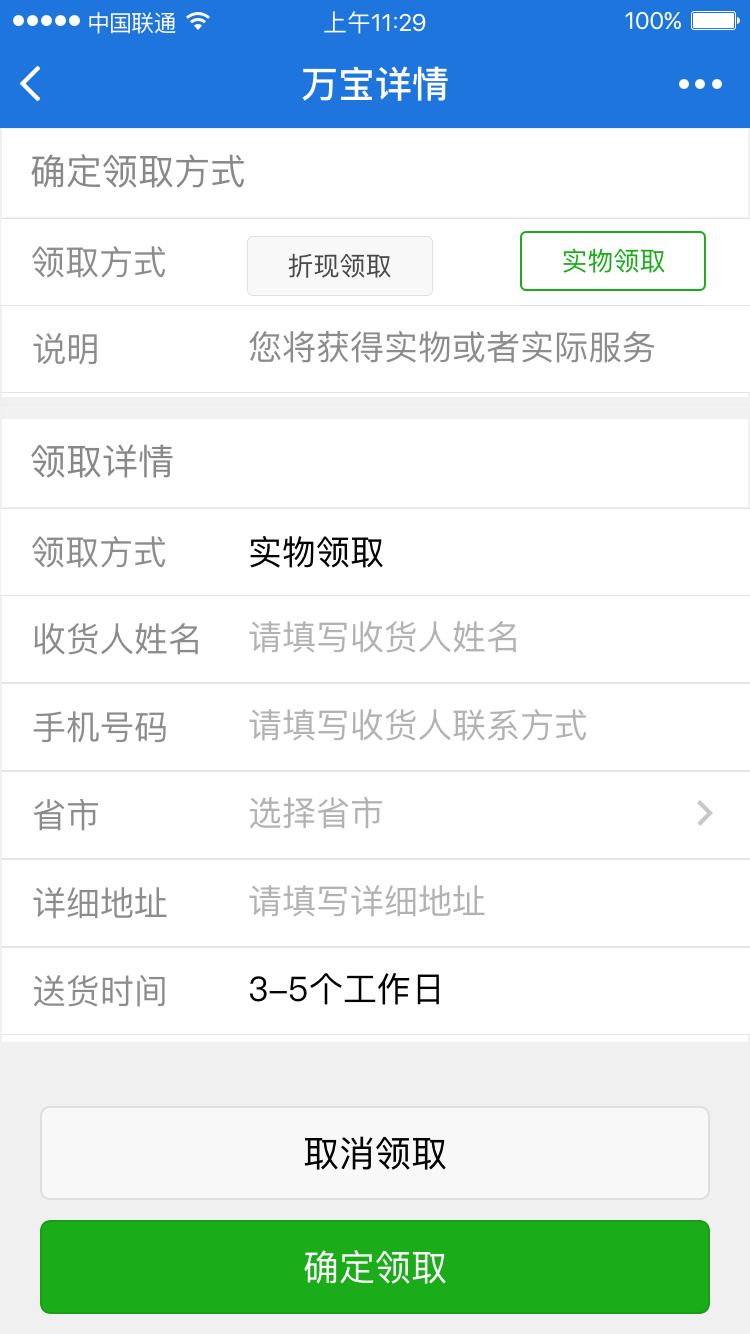 中国联通 上午11:29 100%
万宝详情
确定领取方式
领取方式 折现领取 实物领取
说明 您将获得实物或者实际服务
领取详情
领取方式 实物领取
收货人姓名 请填写收货人姓名
手机号码 请填写收货人联系方式
省市 选择省市
详细地址 请填写详细地址
送货时间 3–5个工作日
取消领取
确定领取